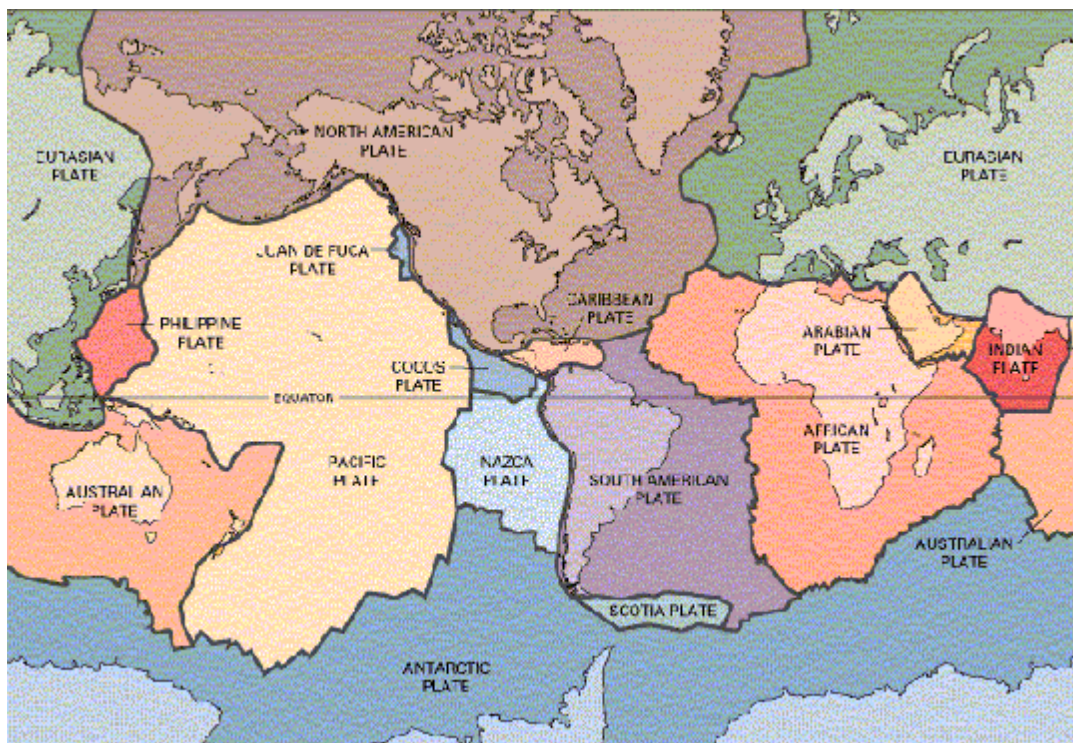 NORTH AMERICAN
PLATE
EURASIAN
PLATE
EURASIAN
PLATE
JUAN DE FUCA
PLATE
CARIBBEAN
PLATE
PHILIPPINE
PLATE
ARABIAN
PLATE
INDIAN
PLATE
COCOS
PLATE
EQUATOR
AFRICAN
PLATE
PACIFIC
PLATE
NAZCA
PLATE
SOUTH AMERICAN
PLATE
AUSTRALIAN
PLATE
AUSTRALIAN
PLATE
SCOTIA PLATE
ANTARCTIC
PLATE